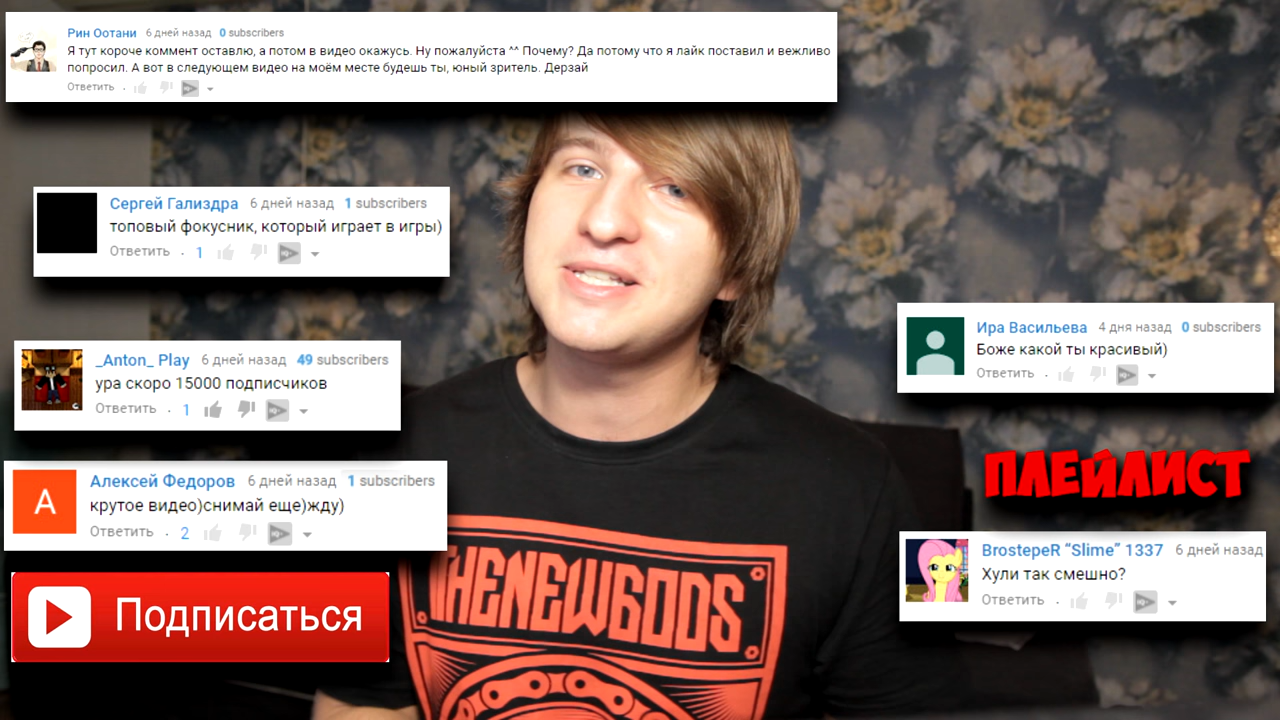 Рин Оотани 6 дней назад 0 subscribers
Я тут короче коммент оставлю, а потом в видео окажусь. Ну пожалуйста ^^ Почему? Да потому что я лайк поставил и вежливо
попросил. А вот в следующем видео на моём месте будешь ты, юный зритель. Дерзай
Ответить
Сергей Гализдра 6 дней назад 1 subscribers
топовый фокусник, который играет в игры)
Ответить · 1
_Anton_ Play 6 дней назад 49 subscribers
ура скоро 15000 подписчиков
Ответить · 1
Алексей Федоров 6 дней назад 1 subscribers
А
крутое видео)снимай еще)жду)
Ответить · 2
Подписаться
THENEWGODS
Ира Васильева 4 дня назад 0 subscribers
Боже какой ты красивый)
Ответить
ПЛЕЙЛИСТ
BrostepeR “Slime” 1337 6 дней назад
Хули так смешно?
Ответить